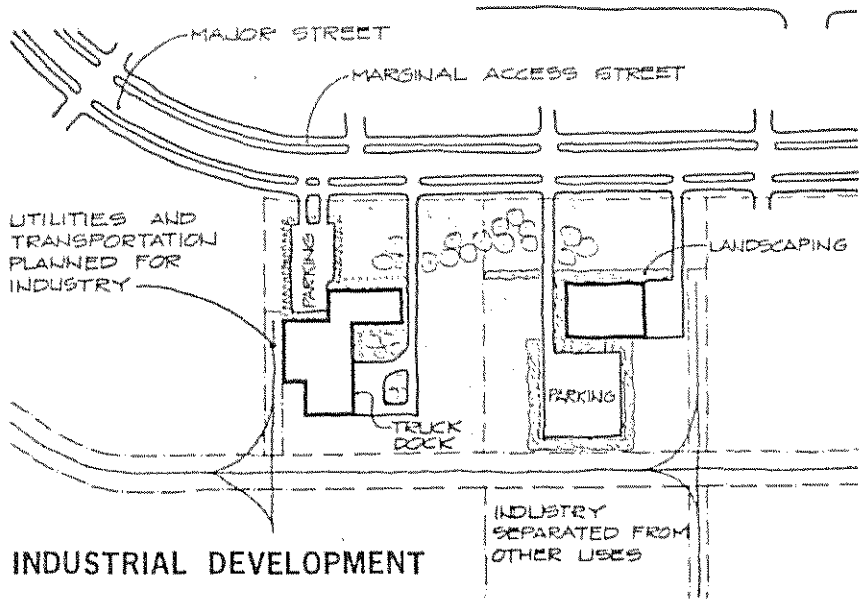 MAJOR STREET
MARGINAL ACCESS STREET
UTILITIES AND
TRANSPORTATION
PLANNED FOR
INDUSTRY
PARKING
LANDSCAPING
PARKING
TRUCK
DOCK
INDUSTRY
SEPARATED FROM
OTHER USES
INDUSTRIAL DEVELOPMENT